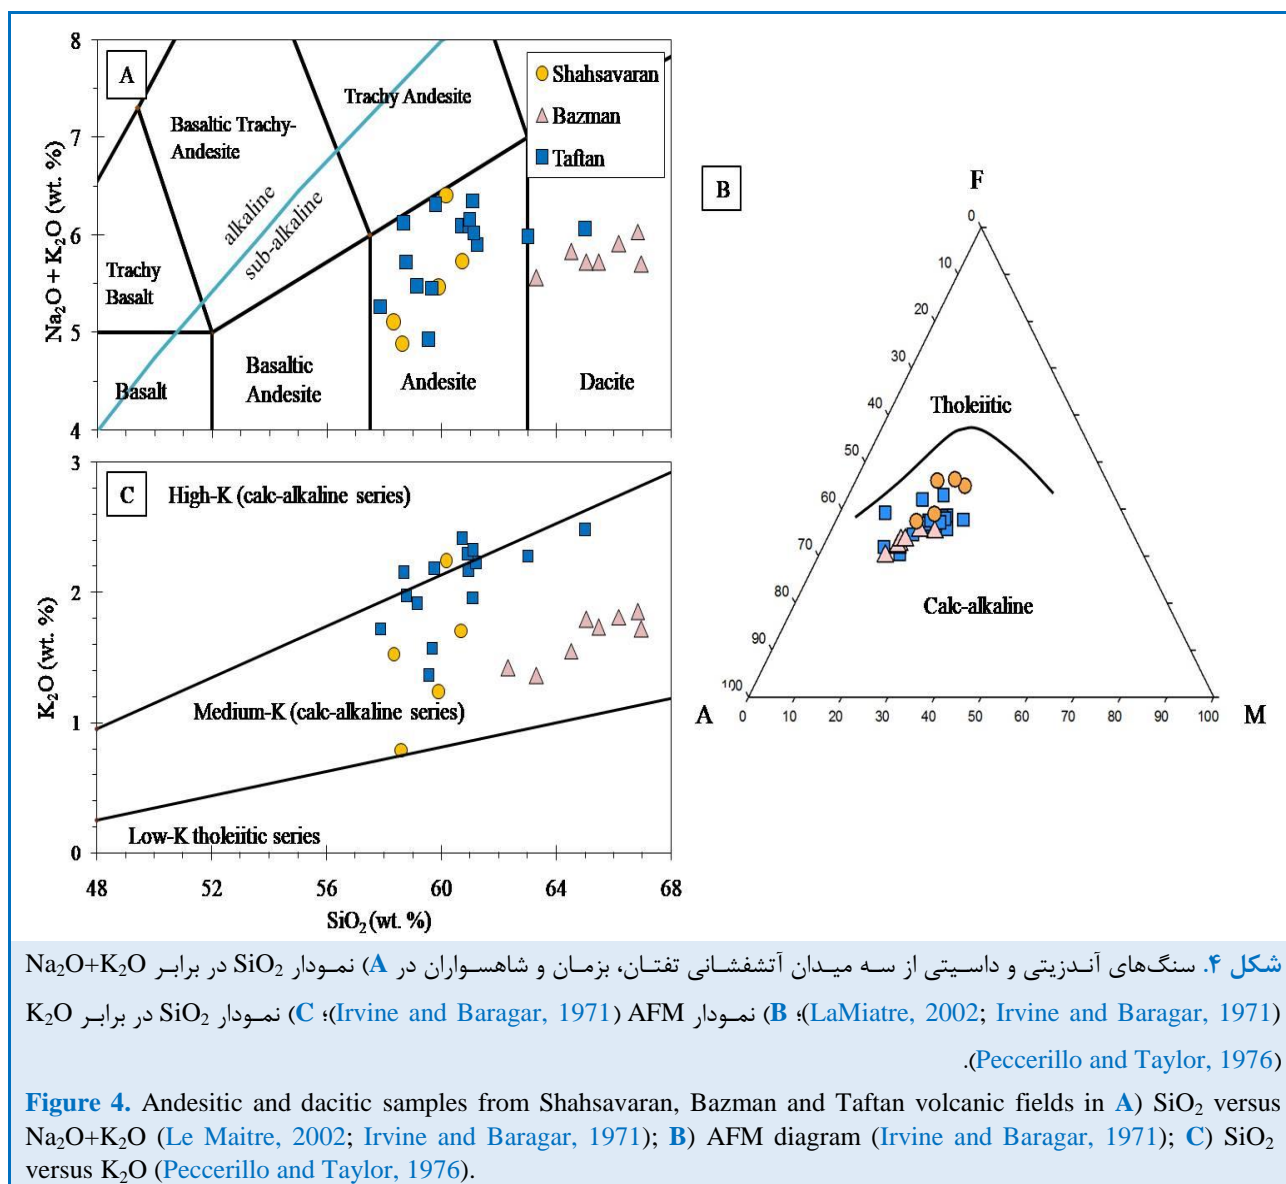 A
8
7
6
5
4
Na₂O + K₂O (wt. %)
Shahsavaran
Bazman
Taftan
Trachy Andesite
Basaltic Trachy-
Andesite
alkaline
sub-alkaline
Trachy
Basalt
Basalt
Basaltic
Andesite
Andesite
Dacite
B
F
0
10
20
30
40
50
60
70
80
90
100
Tholeiitic
Calc-alkaline
A
0 10 20 30 40 50 60 70 80 90 100
M
C
3
2
1
0
K₂O (wt. %)
High-K (calc-alkaline series)
Medium-K (calc-alkaline series)
Low-K tholeiitic series
48 52 56 60 64 68
SiO₂ (wt. %)
شکل ۴. سنگ‌های آندزیتی و داسیتی از سه میدان آتشفشانی تفتان، بزمان و شاهسواران در A) نمودار SiO₂ در برابر Na₂O+K₂O
(LaMiatre, 2002; Irvine and Baragar, 1971)؛ B) نمودار AFM (Irvine and Baragar, 1971)؛ C) نمودار SiO₂ در برابر K₂O
(Peccerillo and Taylor, 1976).
Figure 4. Andesitic and dacitic samples from Shahsavaran, Bazman and Taftan volcanic fields in A) SiO₂ versus
Na₂O+K₂O (Le Maitre, 2002; Irvine and Baragar, 1971); B) AFM diagram (Irvine and Baragar, 1971); C) SiO₂
versus K₂O (Peccerillo and Taylor, 1976).